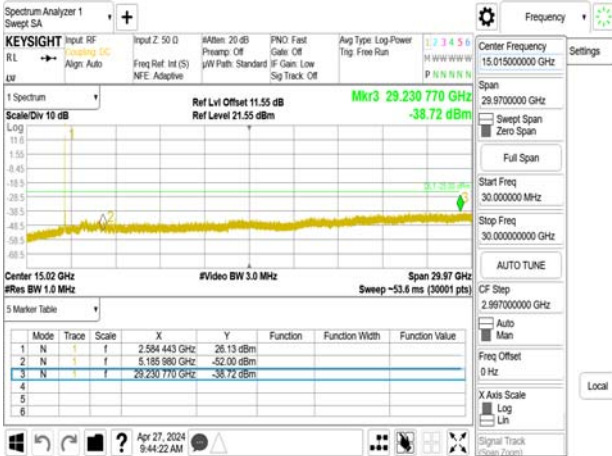 Spectrum Analyzer 1
Swept SA
KEYSIGHT
RL
Input: RF
Coupling: DC
Align: Auto
Input Z: 50 Ω
Freq Ref: Int (S)
NFE: Adaptive
#Atten: 20 dB
Preamp: Off
µW Path: Standard
PNO: Fast
Gate: Off
IF Gain: Low
Sig Track: Off
Avg Type: Log-Power
Trig: Free Run
1 2 3 4 5 6
M W W W W W
P N N N N N
1 Spectrum
Scale/Div 10 dB
Ref Lvl Offset 11.55 dB
Ref Level 21.55 dBm
Mkr3 29.230 770 GHz
-38.72 dBm
Log
11.6
1.55
-8.45
-18.5
-28.5
-38.5
-48.5
-58.5
-68.5
1
2
3
Center 15.02 GHz
#Video BW 3.0 MHz
Span 29.97 GHz
#Res BW 1.0 MHz
Sweep ~53.6 ms (30001 pts)
5 Marker Table
Mode Trace Scale X Y Function Function Width Function Value
1 N 1 f 2.584 443 GHz 26.13 dBm
2 N 1 f 5.185 980 GHz -52.00 dBm
3 N 1 f 29.230 770 GHz -38.72 dBm
4
5
6
Apr 27, 2024
9:44:22 AM
Frequency
Settings
Center Frequency
15.015000000 GHz
Span
29.9700000 GHz
Swept Span
Zero Span
Full Span
Start Freq
30.000000 MHz
Stop Freq
30.000000000 GHz
AUTO TUNE
CF Step
2.997000000 GHz
Auto
Man
Freq Offset
0 Hz
X Axis Scale
Log
Lin
Local
Signal Track
(Span Zoom)